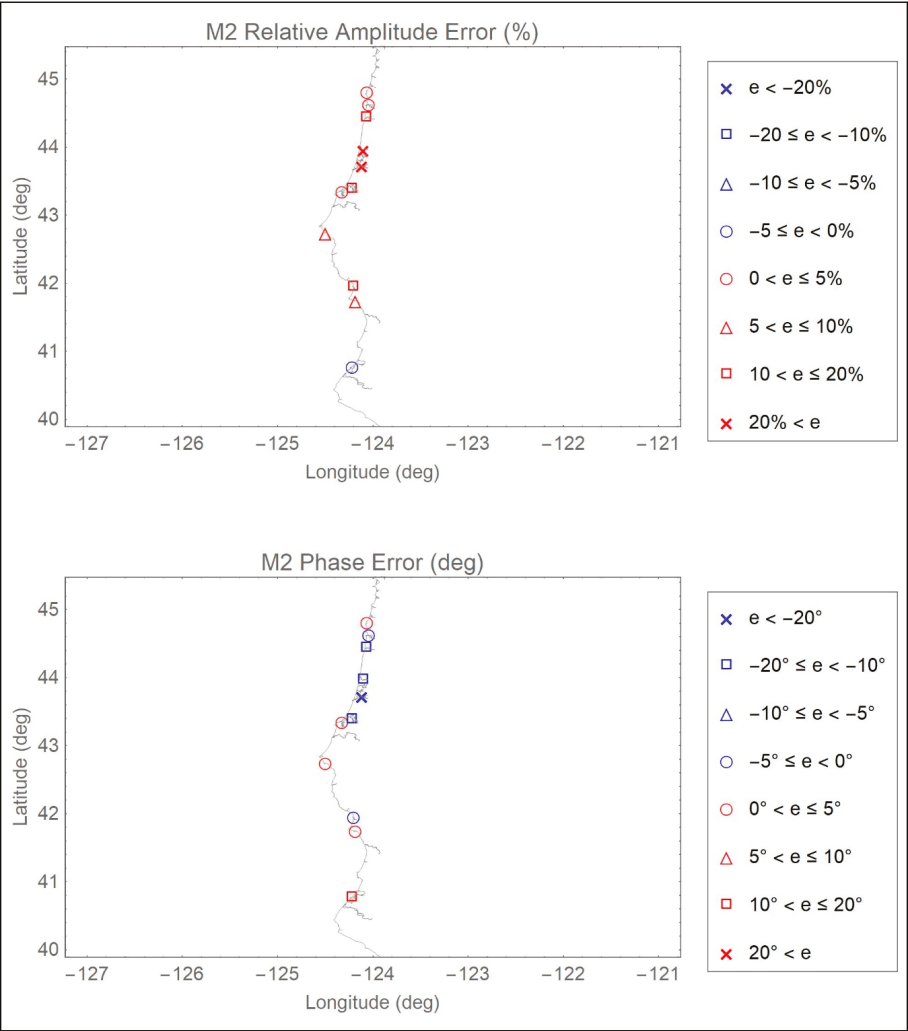 M2 Relative Amplitude Error (%)
45
44
43
42
41
40
Latitude (deg)
−127 −126 −125 −124 −123 −122 −121
Longitude (deg)
e < −20%
−20 ≤ e < −10%
−10 ≤ e < −5%
−5 ≤ e < 0%
0 < e ≤ 5%
5 < e ≤ 10%
10 < e ≤ 20%
20% < e
M2 Phase Error (deg)
45
44
43
42
41
40
Latitude (deg)
−127 −126 −125 −124 −123 −122 −121
Longitude (deg)
e < −20°
−20° ≤ e < −10°
−10° ≤ e < −5°
−5° ≤ e < 0°
0° < e ≤ 5°
5° < e ≤ 10°
10° < e ≤ 20°
20° < e